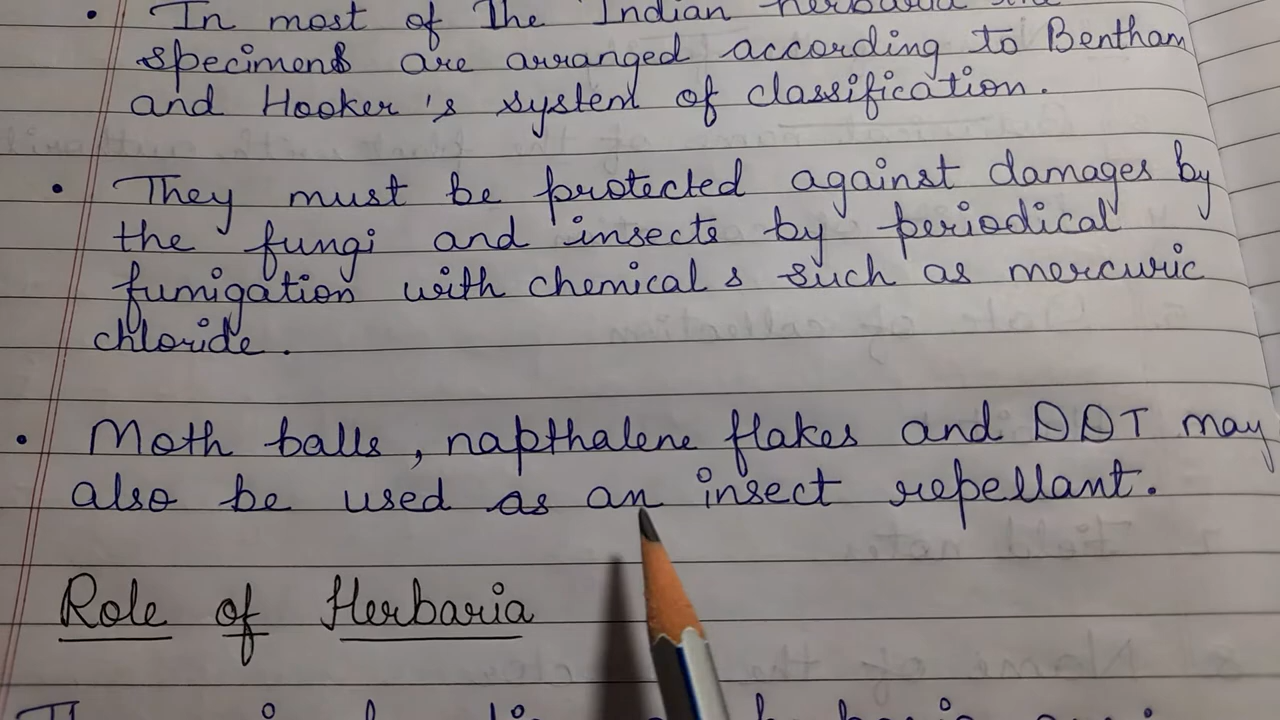 • In most of the Indian herbaria the
specimens are arranged according to Bentham
and Hooker's system of classification.
• They must be protected against damages by
the fungi and insects by periodical
fumigation with chemicals such as mercuric
chloride.
• Moth balls, napthalene flakes and DDT may
also be used as an insect repellant.
Role of Herbaria